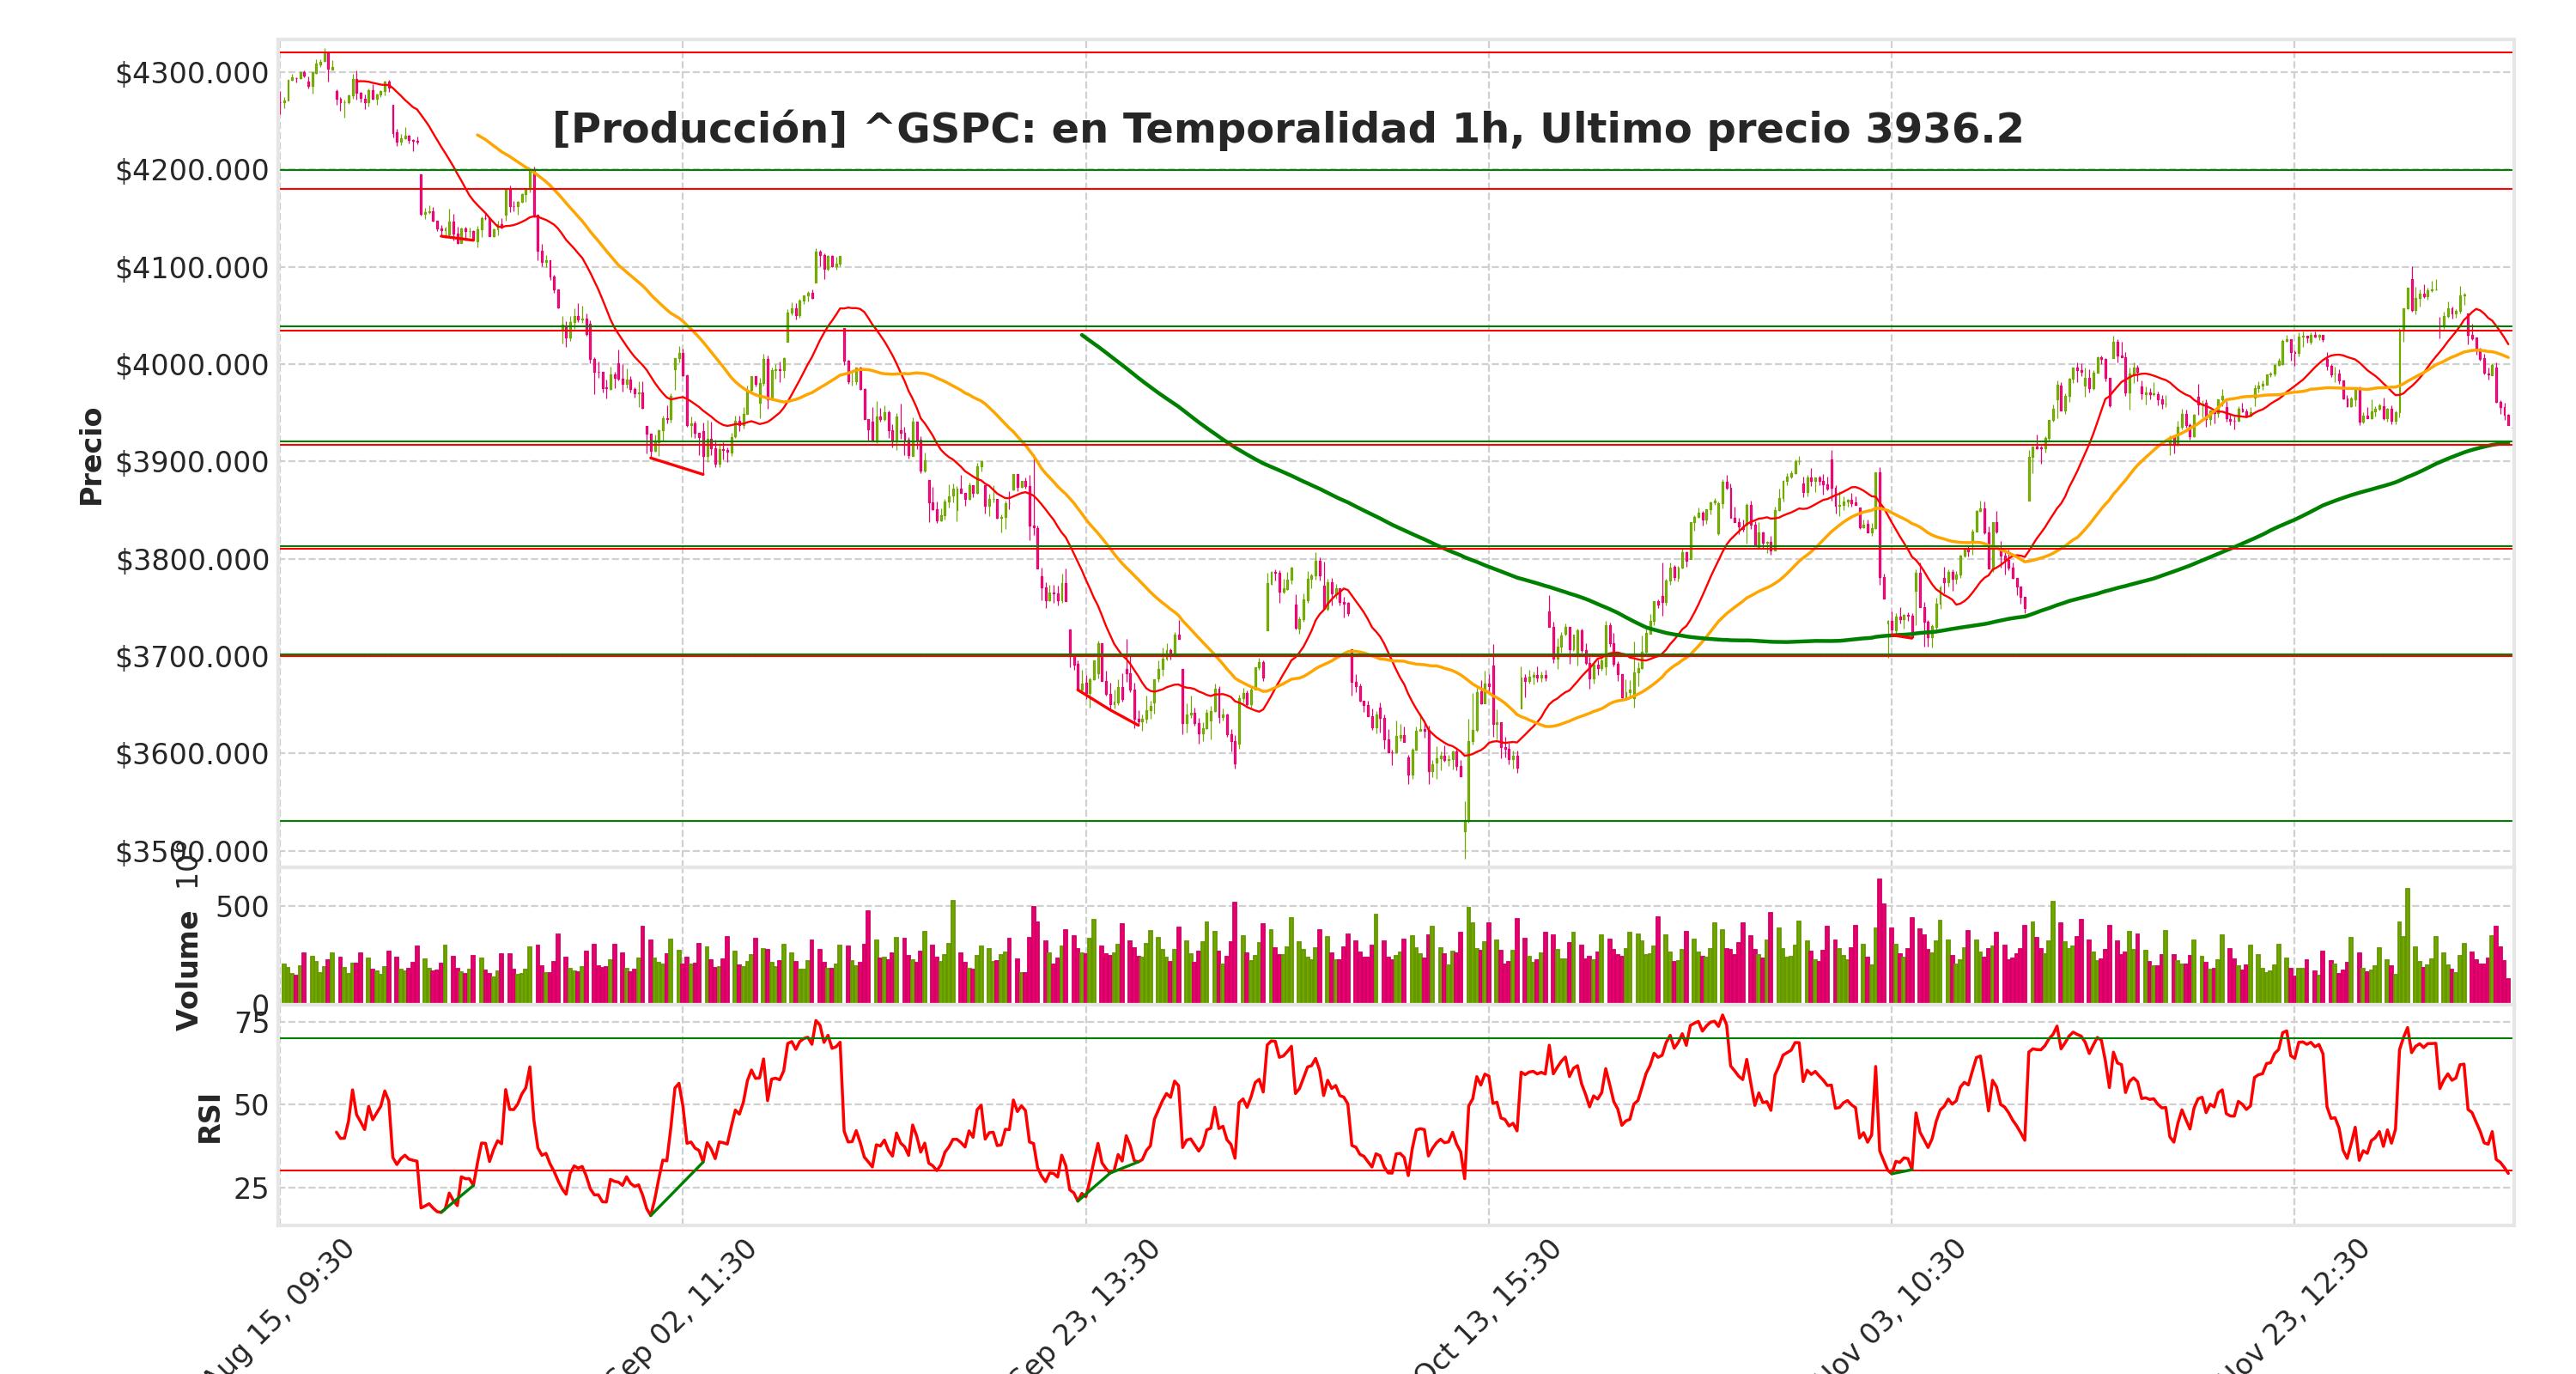 [Producción] ^GSPC: en Temporalidad 1h, Ultimo precio 3936.2
Precio
$4300.000
$4200.000
$4100.000
$4000.000
$3900.000
$3800.000
$3700.000
$3600.000
$3500.000
Volume
500
0
RSI
75
50
25
Aug 15, 09:30
Sep 02, 11:30
Sep 23, 13:30
Oct 13, 15:30
Nov 03, 10:30
Nov 23, 12:30